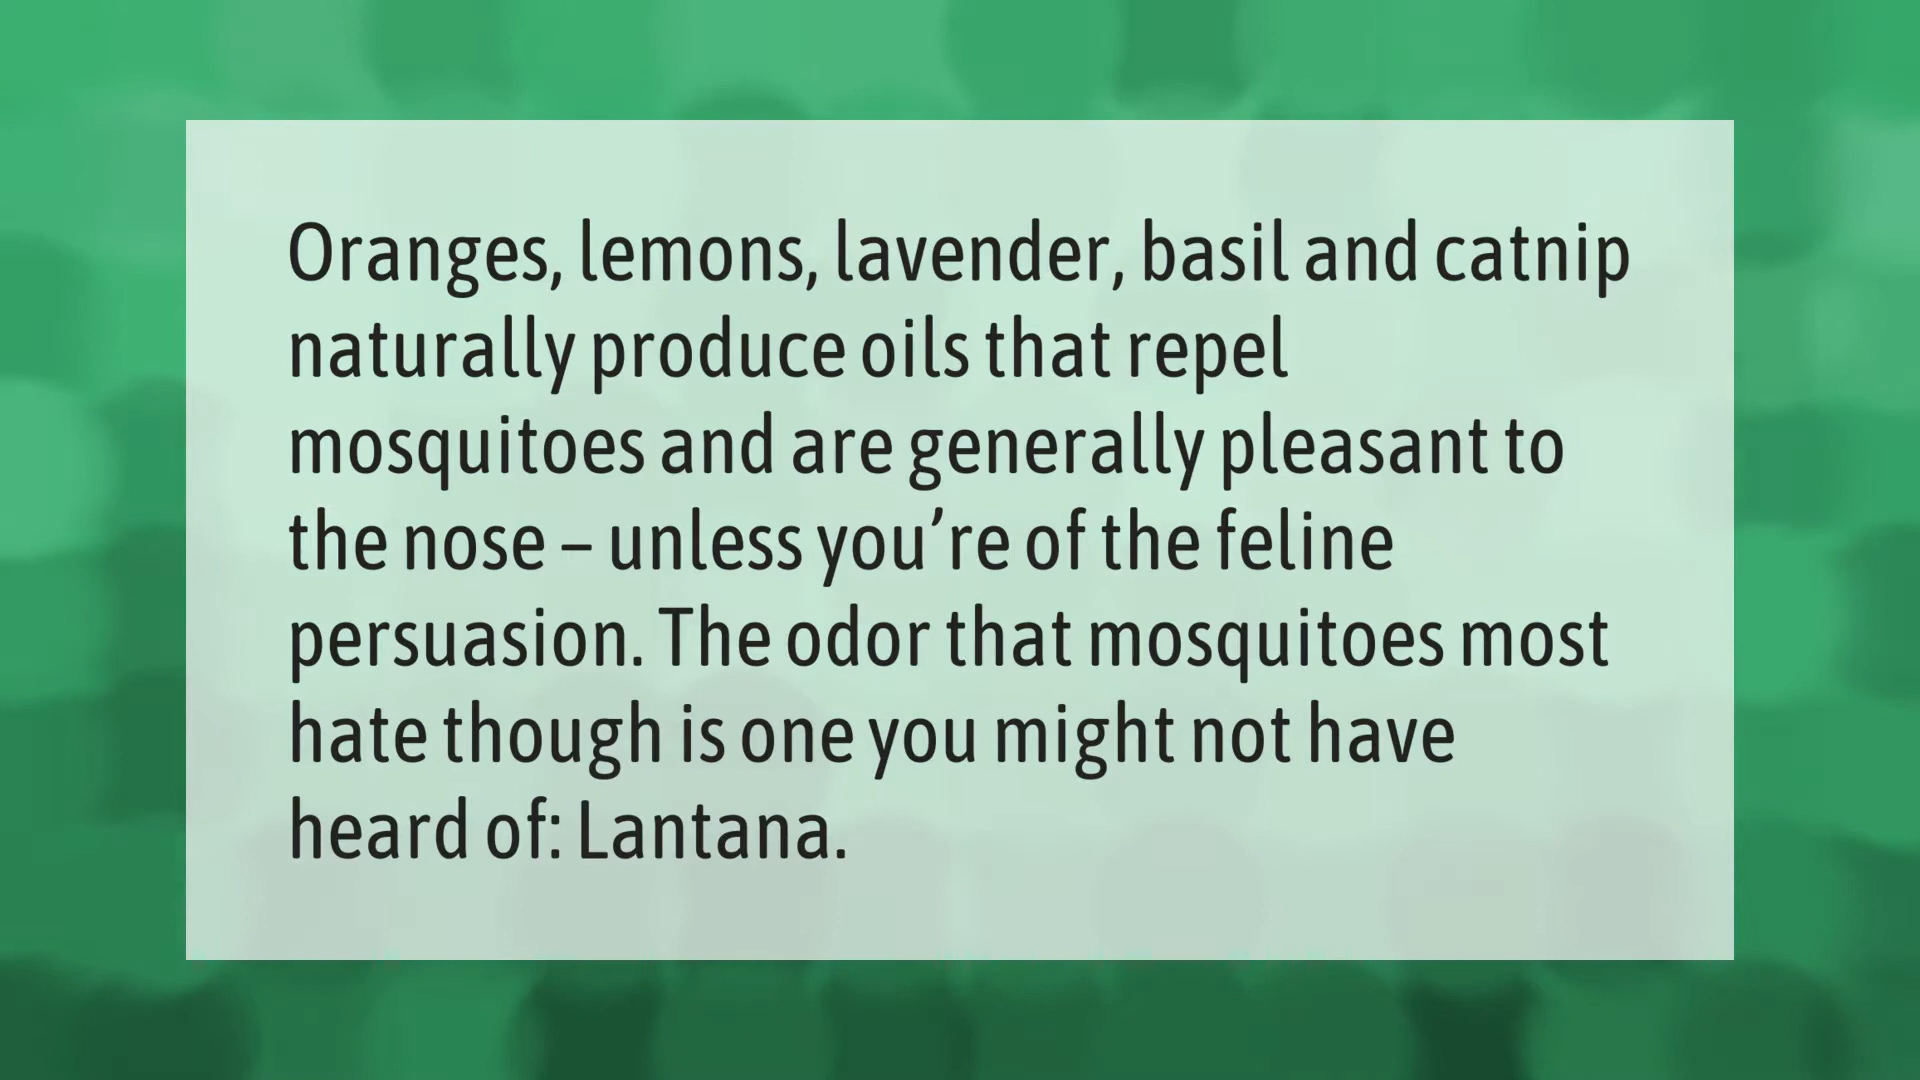 Oranges, lemons, lavender, basil and catnip
naturally produce oils that repel
mosquitoes and are generally pleasant to
the nose – unless you’re of the feline
persuasion. The odor that mosquitoes most
hate though is one you might not have
heard of: Lantana.